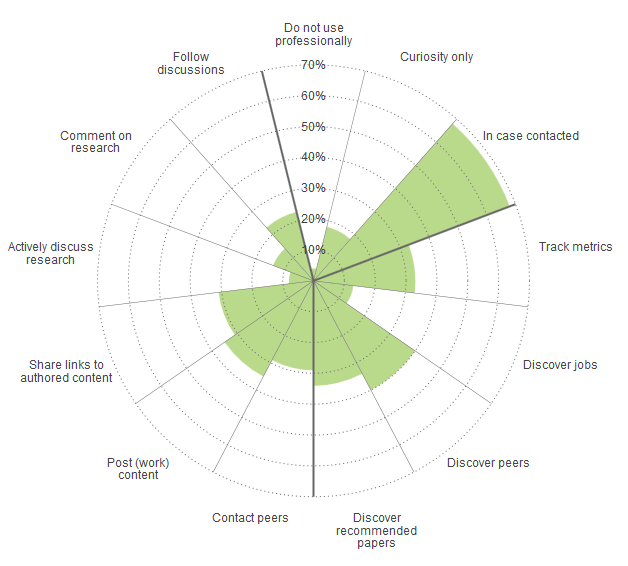 Do not use
professionally
Curiosity only
In case contacted
Track metrics
Discover jobs
Discover peers
Discover
recommended
papers
Contact peers
Post (work)
content
Share links to
authored content
Actively discuss
research
Comment on
research
Follow
discussions
70%
60%
50%
40%
30%
20%
10%